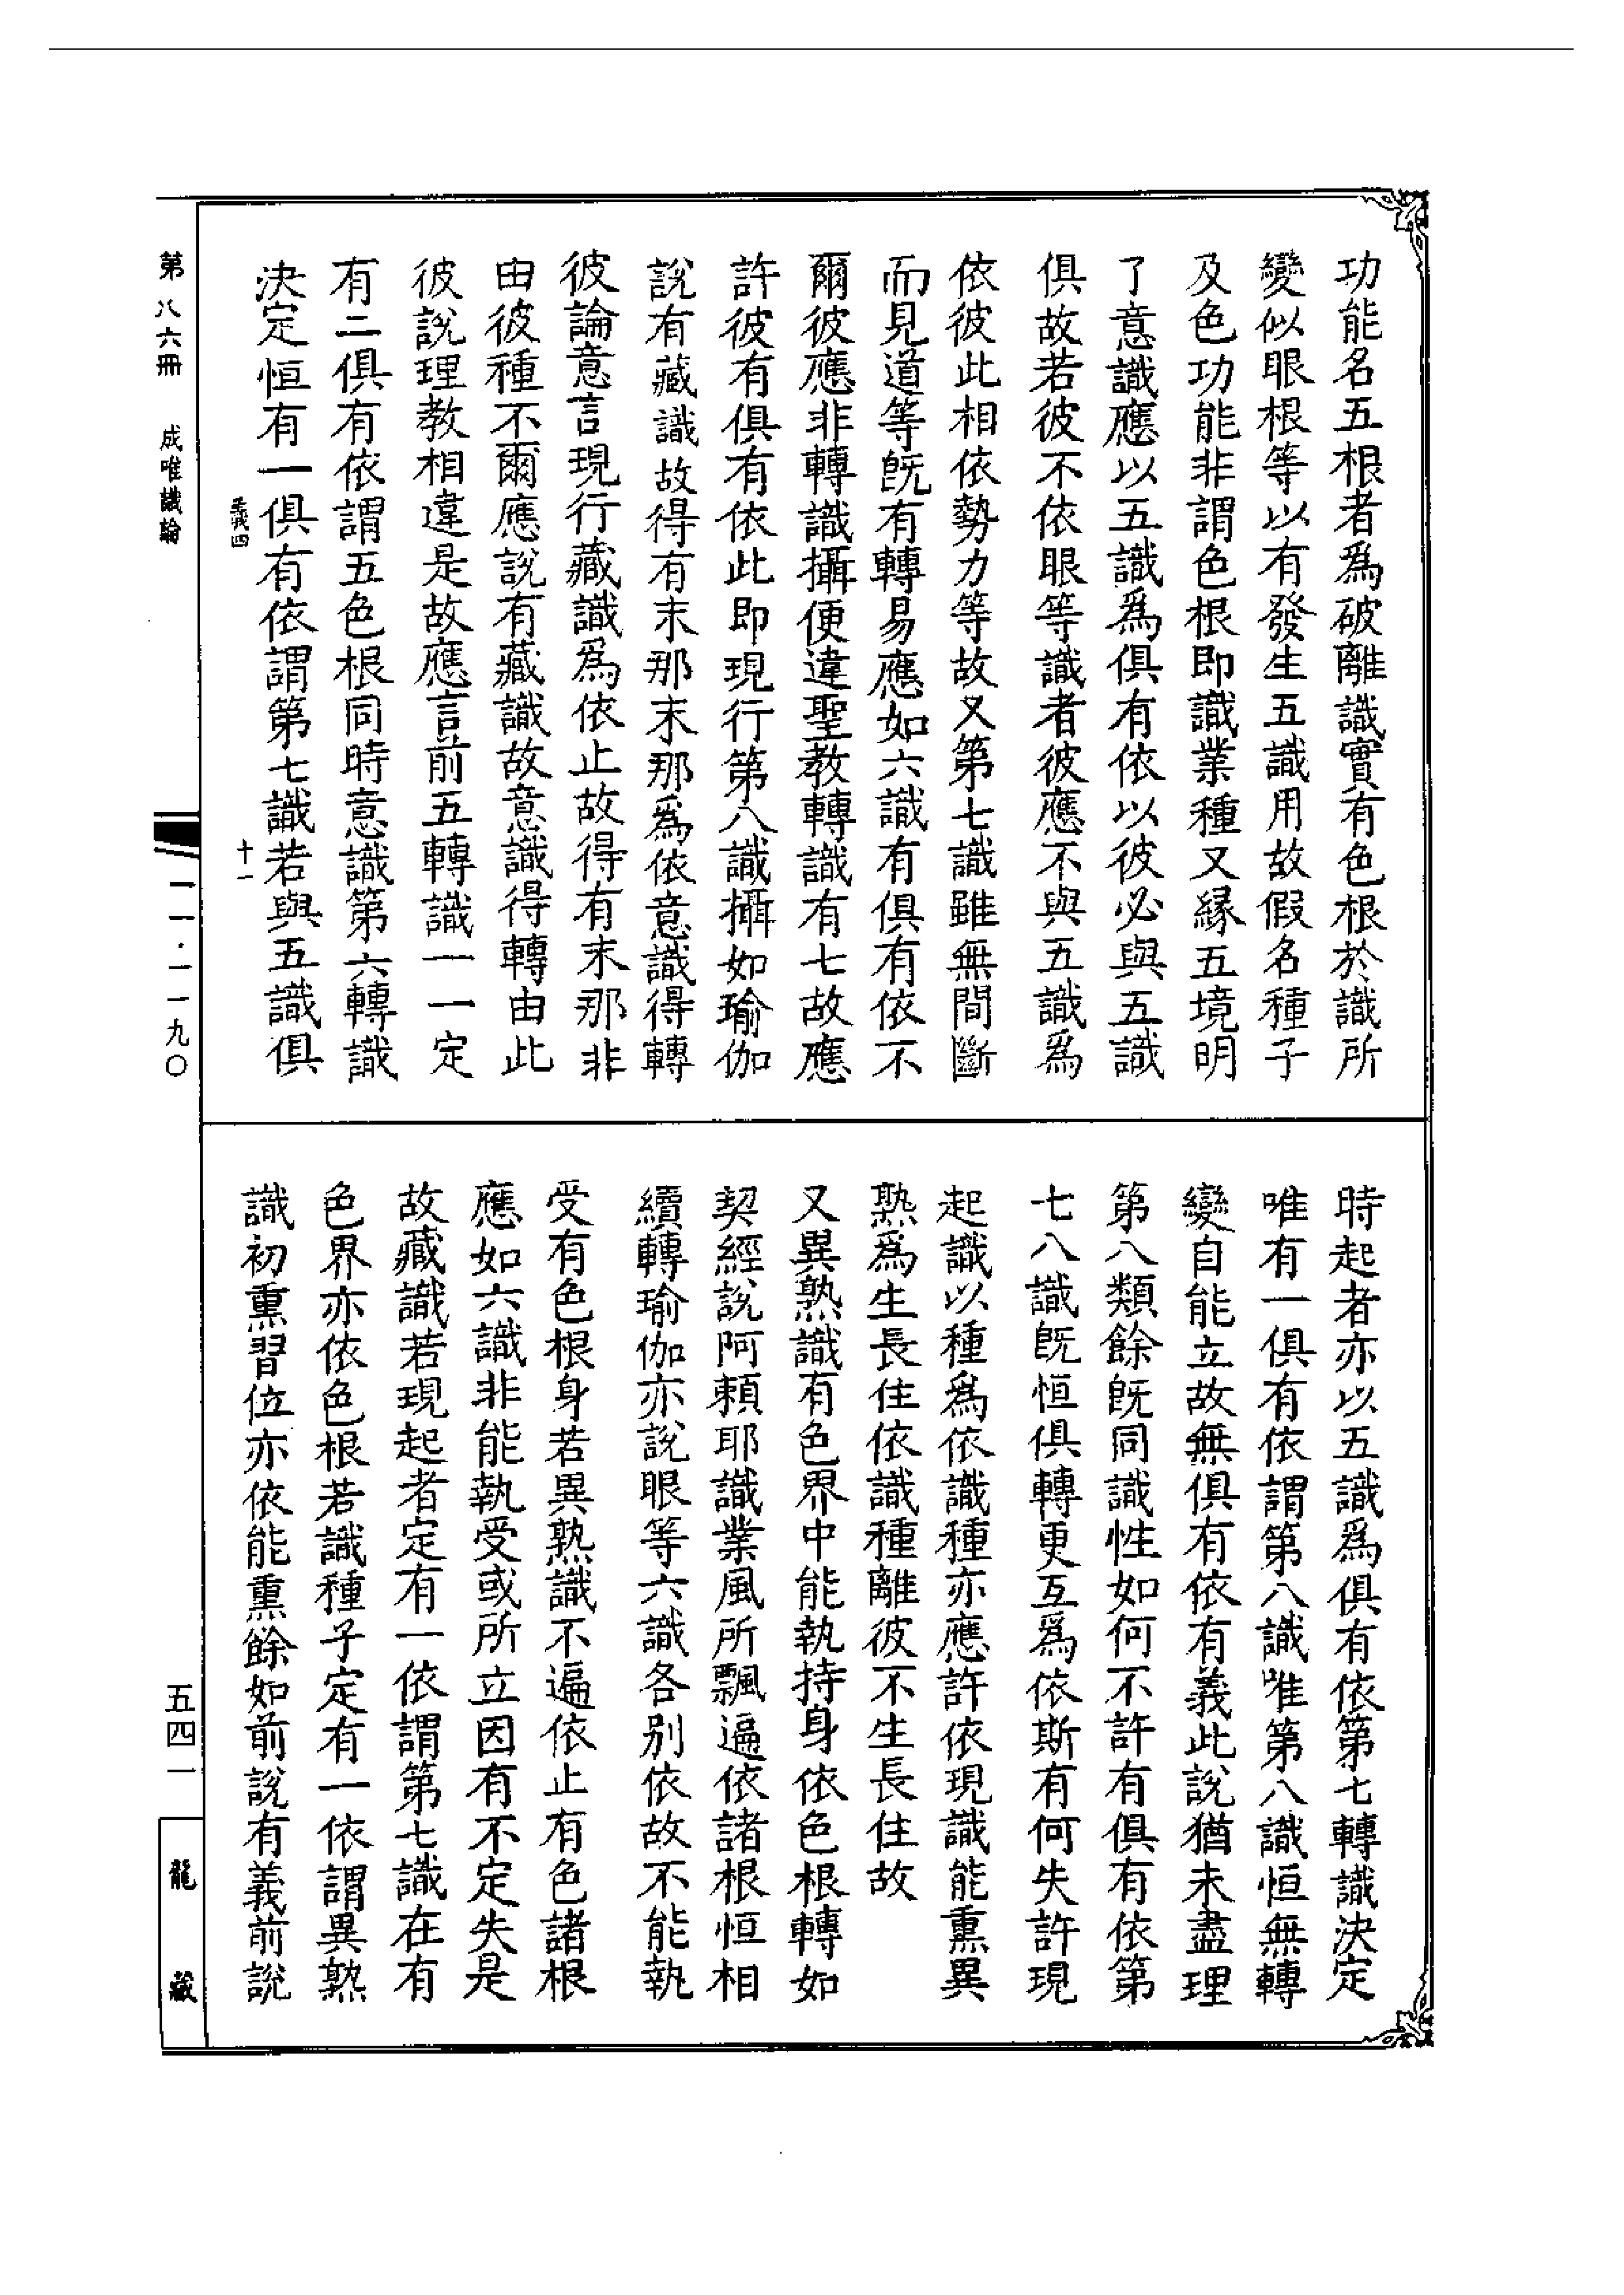 功能名五根者為破離識實有色根於識所
變似眼根等以有發生五識用故假名種子
及色功能非謂色根即識業種又緣五境明
了意識應以五識為俱有依以彼必與五識
俱故若彼不依眼等識者彼應不與五識為
依彼此相依勢力等故又第七識雖無間斷
而見道等既有轉易應如六識有俱有依不
爾彼應非轉識攝便違聖教轉識有七故應
許彼有俱有依此即現行第八識攝如瑜伽
說有藏識故得有末那末那為依意識得轉
彼論意言現行藏識為依止故得有末那非
由彼種不爾應說有藏識故意識得轉由此
彼說理教相違是故應言前五轉識一一定
有二俱有依謂五色根同時意識第六轉識
決定恒有一俱有依謂第七識若與五識俱
義四 十一
時起者亦以五識為俱有依第七轉識決定
唯有一俱有依謂第八識唯第八識恒無轉
變自能立故無俱有依有義此說猶未盡理
第八類餘既同識性如何不許有俱有依第
七八識既恒俱轉更互為依斯有何失許現
起識以種為依識種亦應許依現識能熏異
熟為生長住依識種離彼不生長住故
又異熟識有色界中能執持身依色根轉如
契經說阿賴耶識業風所飄遍依諸根恒相
續轉瑜伽亦說眼等六識各別依故不能執
受有色根身若異熟識不遍依止有色諸根
應如六識非能執受或所立因有不定失是
故藏識若現起者定有一依謂第七識在有
色界亦依色根若識種子定有一依謂異熟
識初熏習位亦依能熏餘如前說有義前說
第八六冊 成唯識論
一一·一一九〇
五四一
龍藏